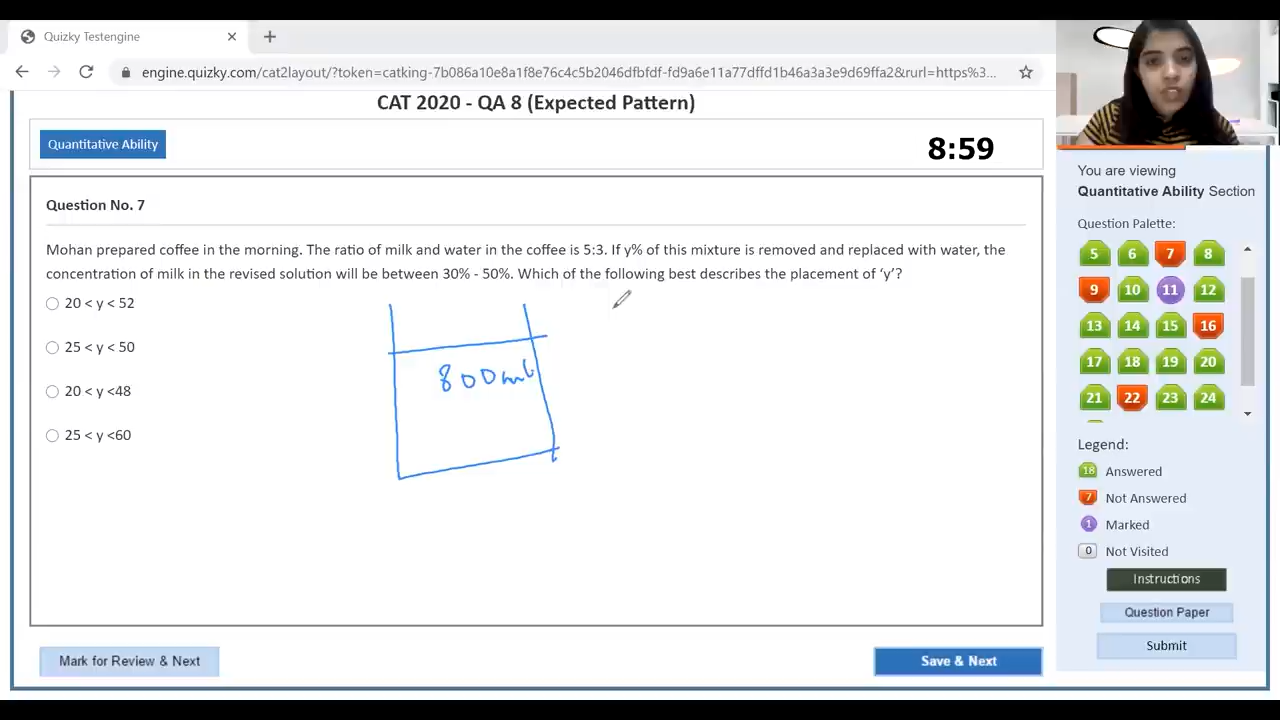 Quizky Testengine
engine.quizky.com/cat2layout/?token=catking-7b086a10e8a1f8e76c4c5b2046dfbfdf-fd9a6e11a77dffd1b46a3a3e9d69ffa2&rurl=https%3...
CAT 2020 - QA 8 (Expected Pattern)
Quantitative Ability
8:59
Question No. 7
Mohan prepared coffee in the morning. The ratio of milk and water in the coffee is 5:3. If y% of this mixture is removed and replaced with water, the
concentration of milk in the revised solution will be between 30% - 50%. Which of the following best describes the placement of ‘y’?
20 < y < 52
25 < y < 50
20 < y <48
25 < y <60
800ml
Mark for Review & Next
Save & Next
You are viewing
Quantitative Ability Section
Question Palette:
5 6 7 8
9 10 11 12
13 14 15 16
17 18 19 20
21 22 23 24
Legend:
18 Answered
7 Not Answered
1 Marked
0 Not Visited
Instructions
Question Paper
Submit